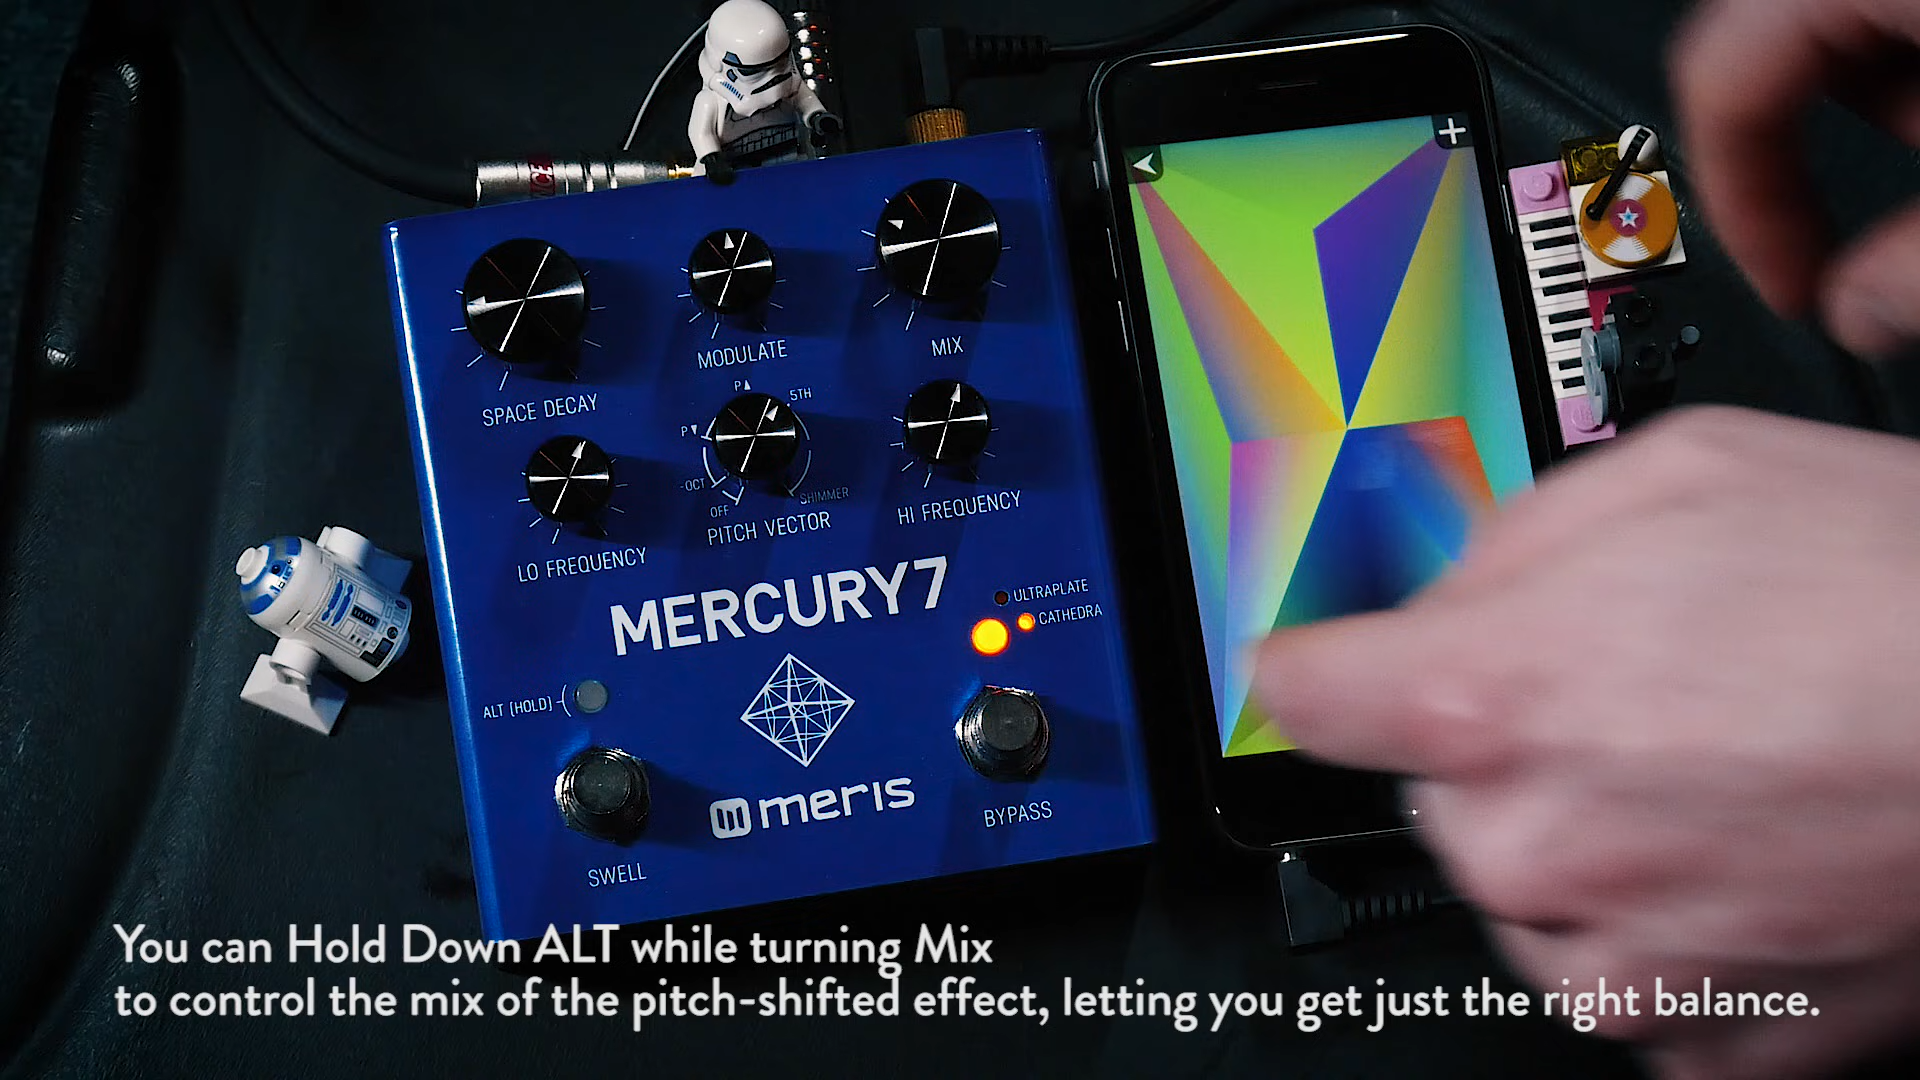 MODULATE
MIX
SPACE DECAY
P▲
5TH
P▼
-OCT
OFF
SHIMMER
PITCH VECTOR
HI FREQUENCY
LO FREQUENCY
MERCURY7
ULTRAPLATE
CATHEDRA
ALT (HOLD)
meris
BYPASS
SWELL
You can Hold Down ALT while turning Mix
to control the mix of the pitch-shifted effect, letting you get just the right balance.